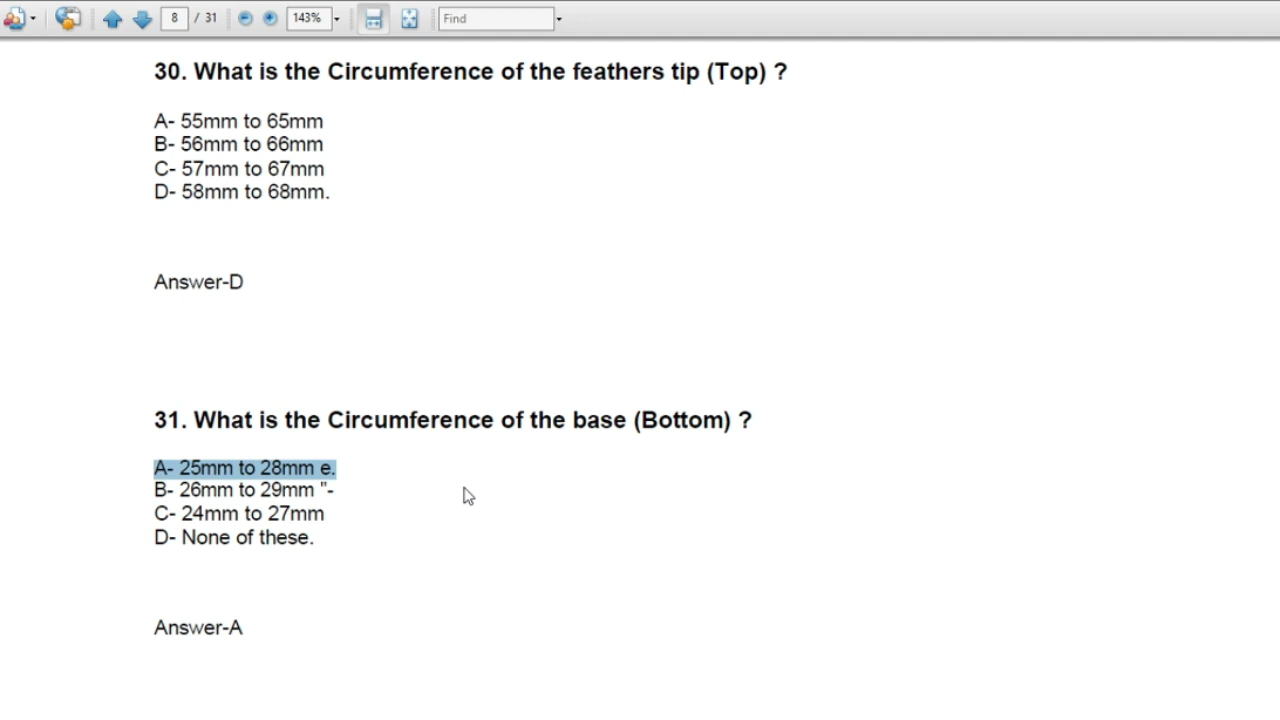 8 / 31 143% Find
30. What is the Circumference of the feathers tip (Top) ?
A- 55mm to 65mm
B- 56mm to 66mm
C- 57mm to 67mm
D- 58mm to 68mm.
Answer-D
31. What is the Circumference of the base (Bottom) ?
A- 25mm to 28mm e.
B- 26mm to 29mm "-
C- 24mm to 27mm
D- None of these.
Answer-A